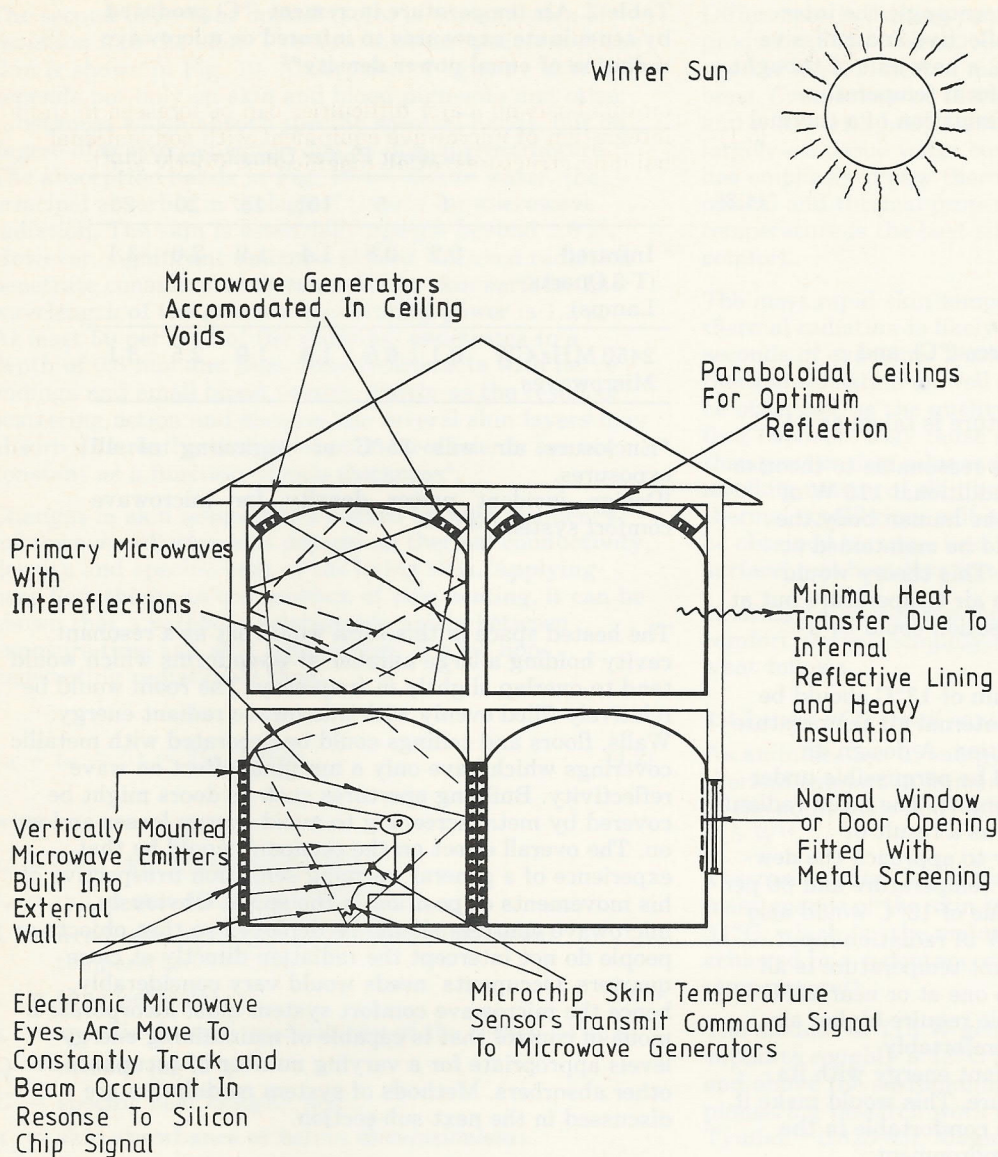 Winter Sun
Microwave Generators
Accomodated In Ceiling
Voids
Paraboloidal Ceilings
For Optimum
Reflection
Primary Microwaves
With
Intereflections
Minimal Heat
Transfer Due To
Internal
Reflective Lining
and Heavy
Insulation
Normal Window
or Door Opening
Fitted With
Metal Screening
Vertically Mounted
Microwave Emitters
Built Into
External
Wall
Electronic Microwave
Eyes Arc Move To
Constantly Track and
Beam Occupant In
Resonse To Silicon
Chip Signal
Microchip Skin Temperature
Sensors Transmit Command Signal
To Microwave Generators